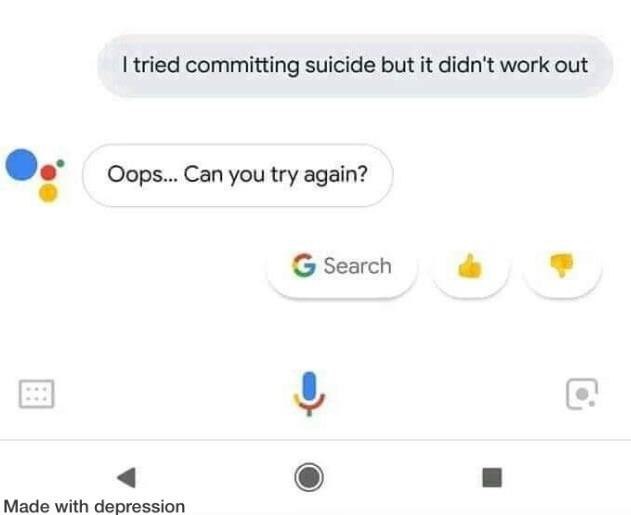 I tried committing suicide but it didn't work out
Oops... Can you try again?
Search
Made with depression